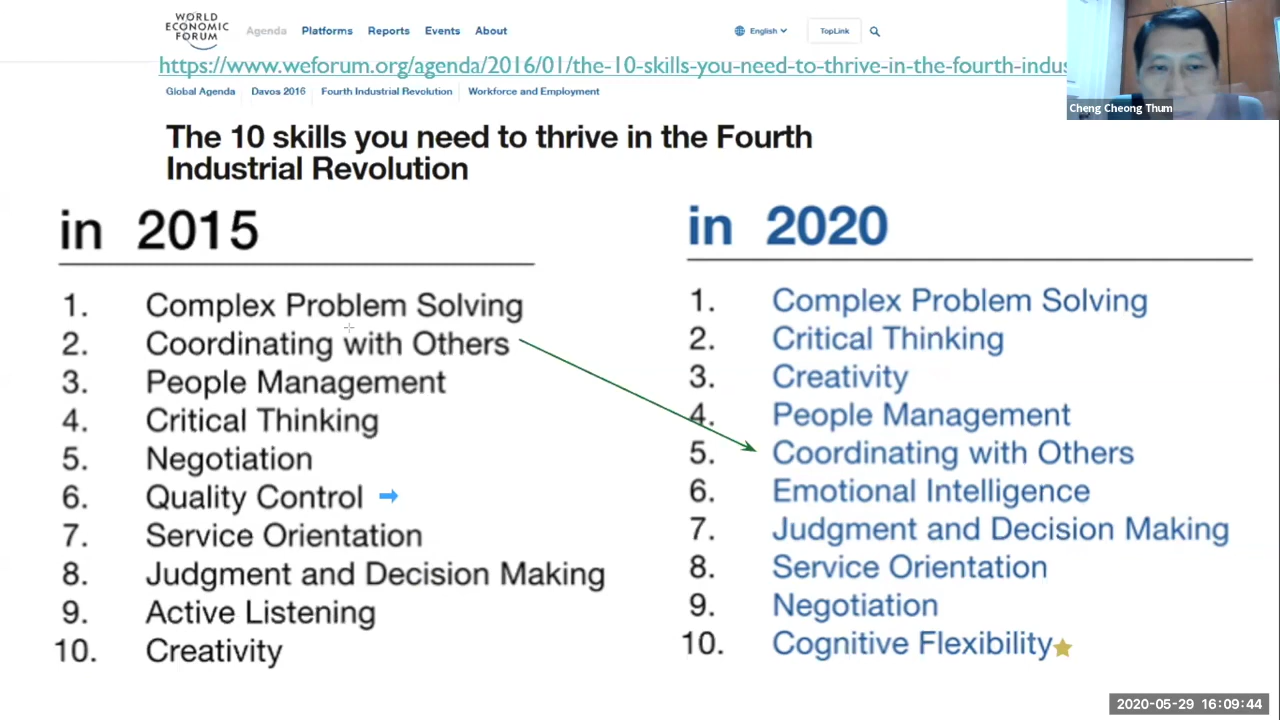 WORLD
ECONOMIC
FORUM
Agenda Platforms Reports Events About English TopLink
https://www.weforum.org/agenda/2016/01/the-10-skills-you-need-to-thrive-in-the-fourth-indus
Cheng Cheong Thum
Global Agenda Davos 2016 Fourth Industrial Revolution Workforce and Employment
The 10 skills you need to thrive in the Fourth
Industrial Revolution
in 2015
1. Complex Problem Solving
2. Coordinating with Others
3. People Management
4. Critical Thinking
5. Negotiation
6. Quality Control
7. Service Orientation
8. Judgment and Decision Making
9. Active Listening
10. Creativity
in 2020
1. Complex Problem Solving
2. Critical Thinking
3. Creativity
4. People Management
5. Coordinating with Others
6. Emotional Intelligence
7. Judgment and Decision Making
8. Service Orientation
9. Negotiation
10. Cognitive Flexibility
2020-05-29 16:09:44